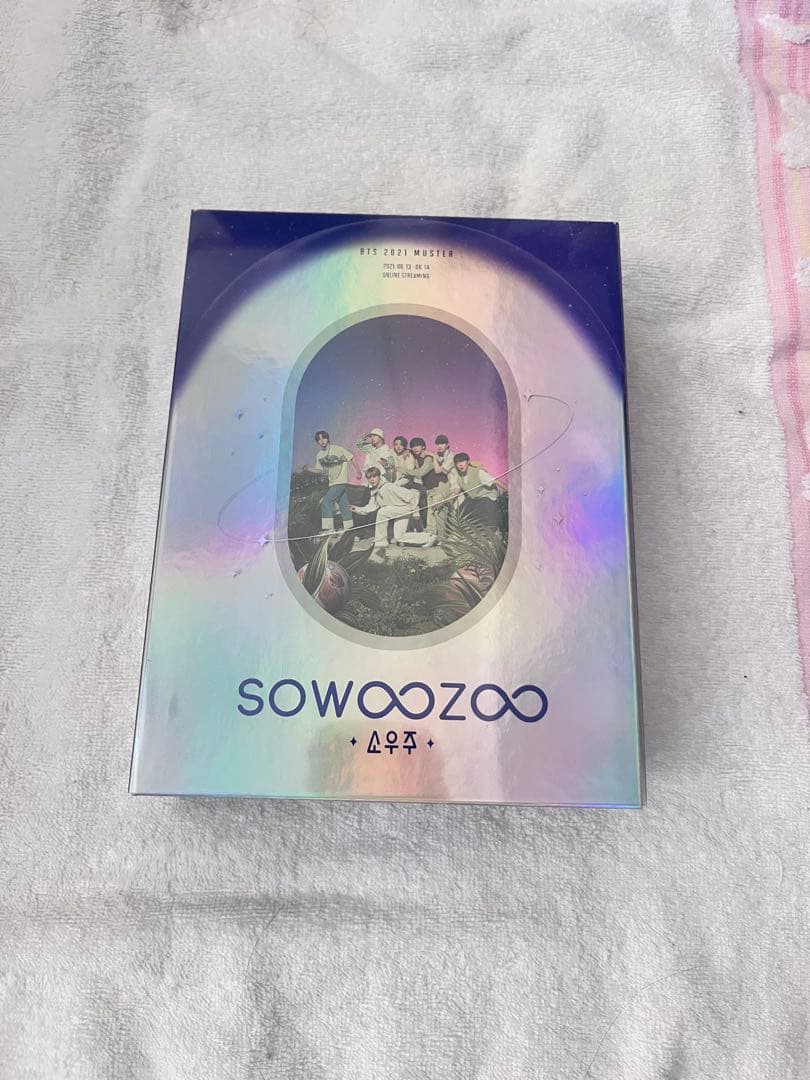 BTS 2021 MUSTER
2021. 06. 13 - 06. 14
ONLINE STREAMING
SOWOOZOO
소우주